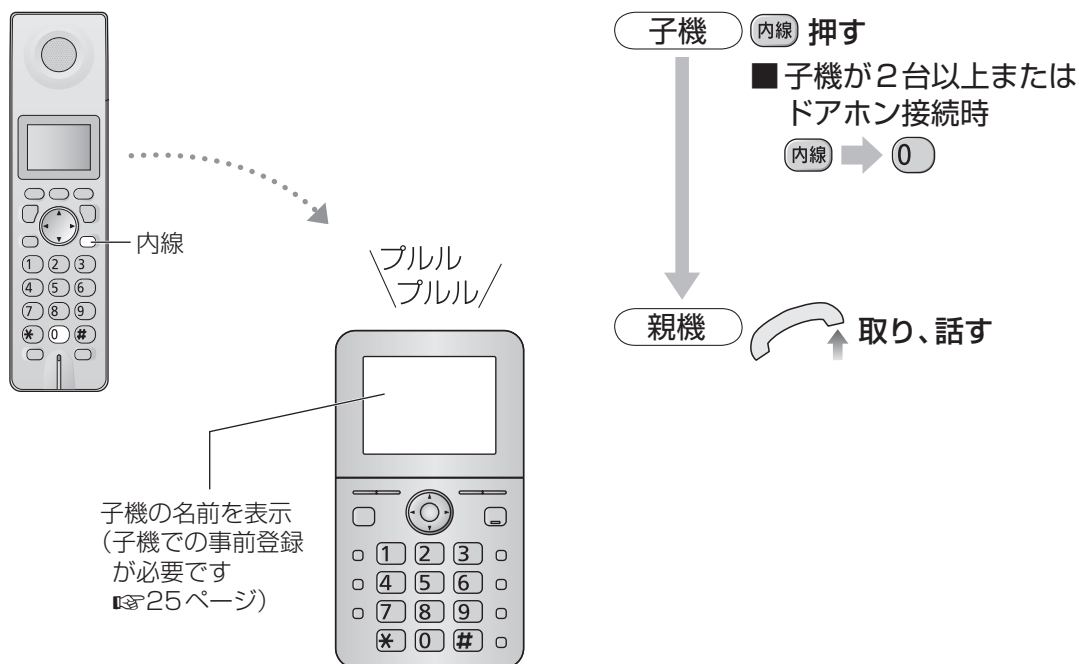 内線
1 2 3
4 5 6
7 8 9
* 0 #
プルル
プルル
子機の名前を表示
(子機での事前登録
が必要です
☞25ページ)
1 2 3
4 5 6
7 8 9
* 0 #
子機 内線 押す
■子機が2台以上または
ドアホン接続時
内線 0
親機 取り、話す